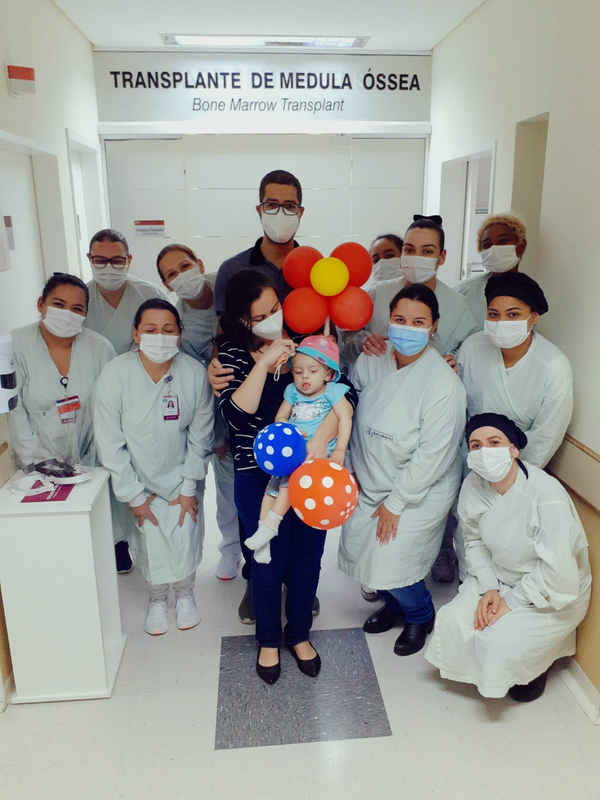 TRANSPLANTE DE MEDULA ÓSSEA
Bone Marrow Transplant